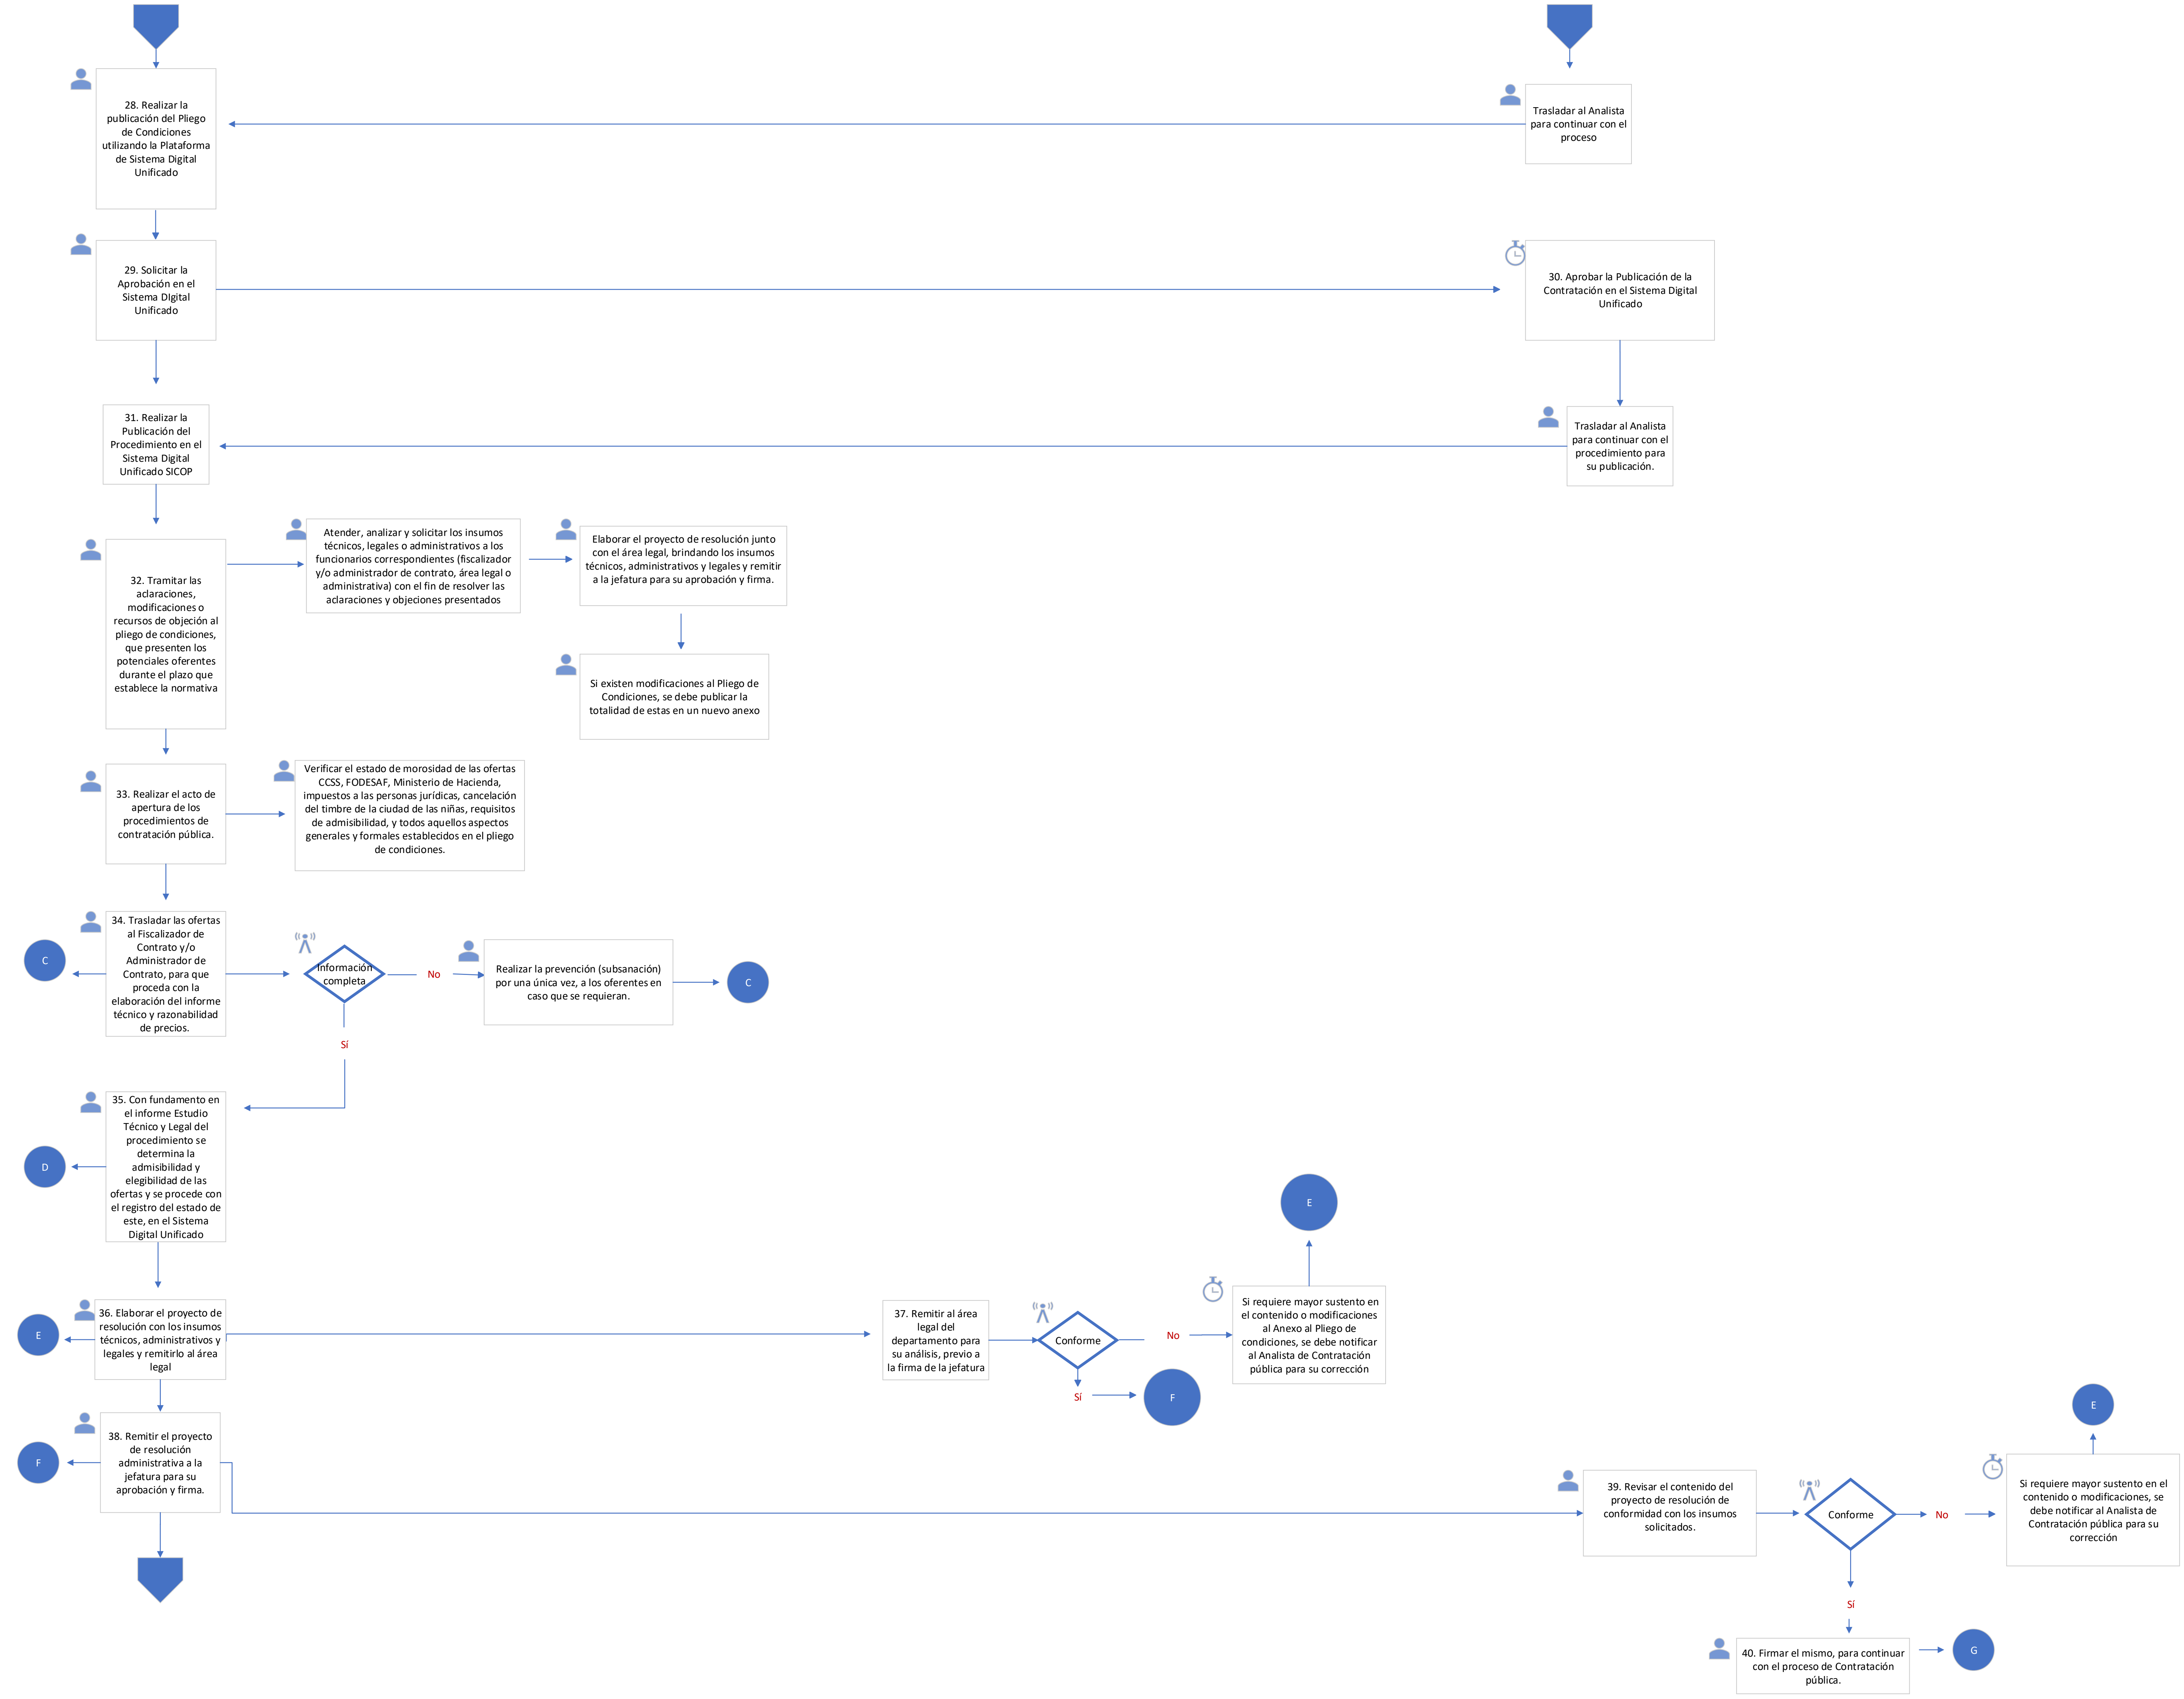 28. Realizar la
publicación del Pliego
de Condiciones
utilizando la Plataforma
de Sistema Digital
Unificado
Trasladar al Analista
para continuar con el
proceso
29. Solicitar la
Aprobación en el
Sistema DIgital
Unificado
30. Aprobar la Publicación de la
Contratación en el Sistema Digital
Unificado
31. Realizar la
Publicación del
Procedimiento en el
Sistema Digital
Unificado SICOP
Trasladar al Analista
para continuar con el
procedimiento para
su publicación.
32. Tramitar las
aclaraciones,
modificaciones o
recursos de objeción al
pliego de condiciones,
que presenten los
potenciales oferentes
durante el plazo que
establece la normativa
Atender, analizar y solicitar los insumos
técnicos, legales o administrativos a los
funcionarios correspondientes (fiscalizador
y/o administrador de contrato, área legal o
administrativa) con el fin de resolver las
aclaraciones y objeciones presentados
Elaborar el proyecto de resolución junto
con el área legal, brindando los insumos
técnicos, administrativos y legales y remitir
a la jefatura para su aprobación y firma.
Si existen modificaciones al Pliego de
Condiciones, se debe publicar la
totalidad de estas en un nuevo anexo
33. Realizar el acto de
apertura de los
procedimientos de
contratación pública.
Verificar el estado de morosidad de las ofertas
CCSS, FODESAF, Ministerio de Hacienda,
impuestos a las personas jurídicas, cancelación
del timbre de la ciudad de las niñas, requisitos
de admisibilidad, y todos aquellos aspectos
generales y formales establecidos en el pliego
de condiciones.
C
34. Trasladar las ofertas
al Fiscalizador de
Contrato y/o
Administrador de
Contrato, para que
proceda con la
elaboración del informe
técnico y razonabilidad
de precios.
Información
completa
No
Realizar la prevención (subsanación)
por una única vez, a los oferentes en
caso que se requieran.
C
Sí
D
35. Con fundamento en
el informe Estudio
Técnico y Legal del
procedimiento se
determina la
admisibilidad y
elegibilidad de las
ofertas y se procede con
el registro del estado de
este, en el Sistema
Digital Unificado
E
E
36. Elaborar el proyecto de
resolución con los insumos
técnicos, administrativos y
legales y remitirlo al área
legal
37. Remitir al área
legal del
departamento para
su análisis, previo a
la firma de la jefatura
Conforme
No
Si requiere mayor sustento en
el contenido o modificaciones
al Anexo al Pliego de
condiciones, se debe notificar
al Analista de Contratación
pública para su corrección
Sí
F
F
38. Remitir el proyecto
de resolución
administrativa a la
jefatura para su
aprobación y firma.
E
39. Revisar el contenido del
proyecto de resolución de
conformidad con los insumos
solicitados.
Conforme
No
Si requiere mayor sustento en el
contenido o modificaciones, se
debe notificar al Analista de
Contratación pública para su
corrección
Sí
40. Firmar el mismo, para continuar
con el proceso de Contratación
pública.
G